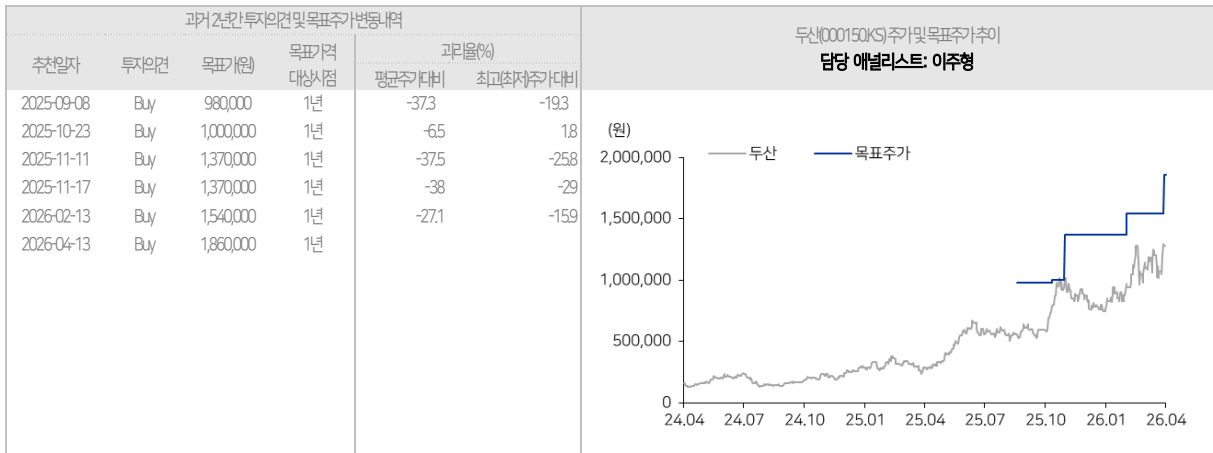 과거 2년간 투자의견 및 목표주가 변동내역
추천일자 투자의견 목표가(원) 목표가격 대상시점 괴리율(%)
평균주가대비 최고(최저)주가 대비
2025-09-08 Buy 980,000 1년 -37.3 -19.3
2025-10-23 Buy 1,000,000 1년 -6.5 1.8
2025-11-11 Buy 1,370,000 1년 -37.5 -25.8
2025-11-17 Buy 1,370,000 1년 -38 -29
2026-02-13 Buy 1,540,000 1년 -27.1 -15.9
2026-04-13 Buy 1,860,000 1년
두산(000150.KS) 주가 및 목표주가 추이
담당 애널리스트: 이주형
(원)
두산 목표주가
2,000,000
1,500,000
1,000,000
500,000
0
24.04 24.07 24.10 25.01 25.04 25.07 25.10 26.01 26.04